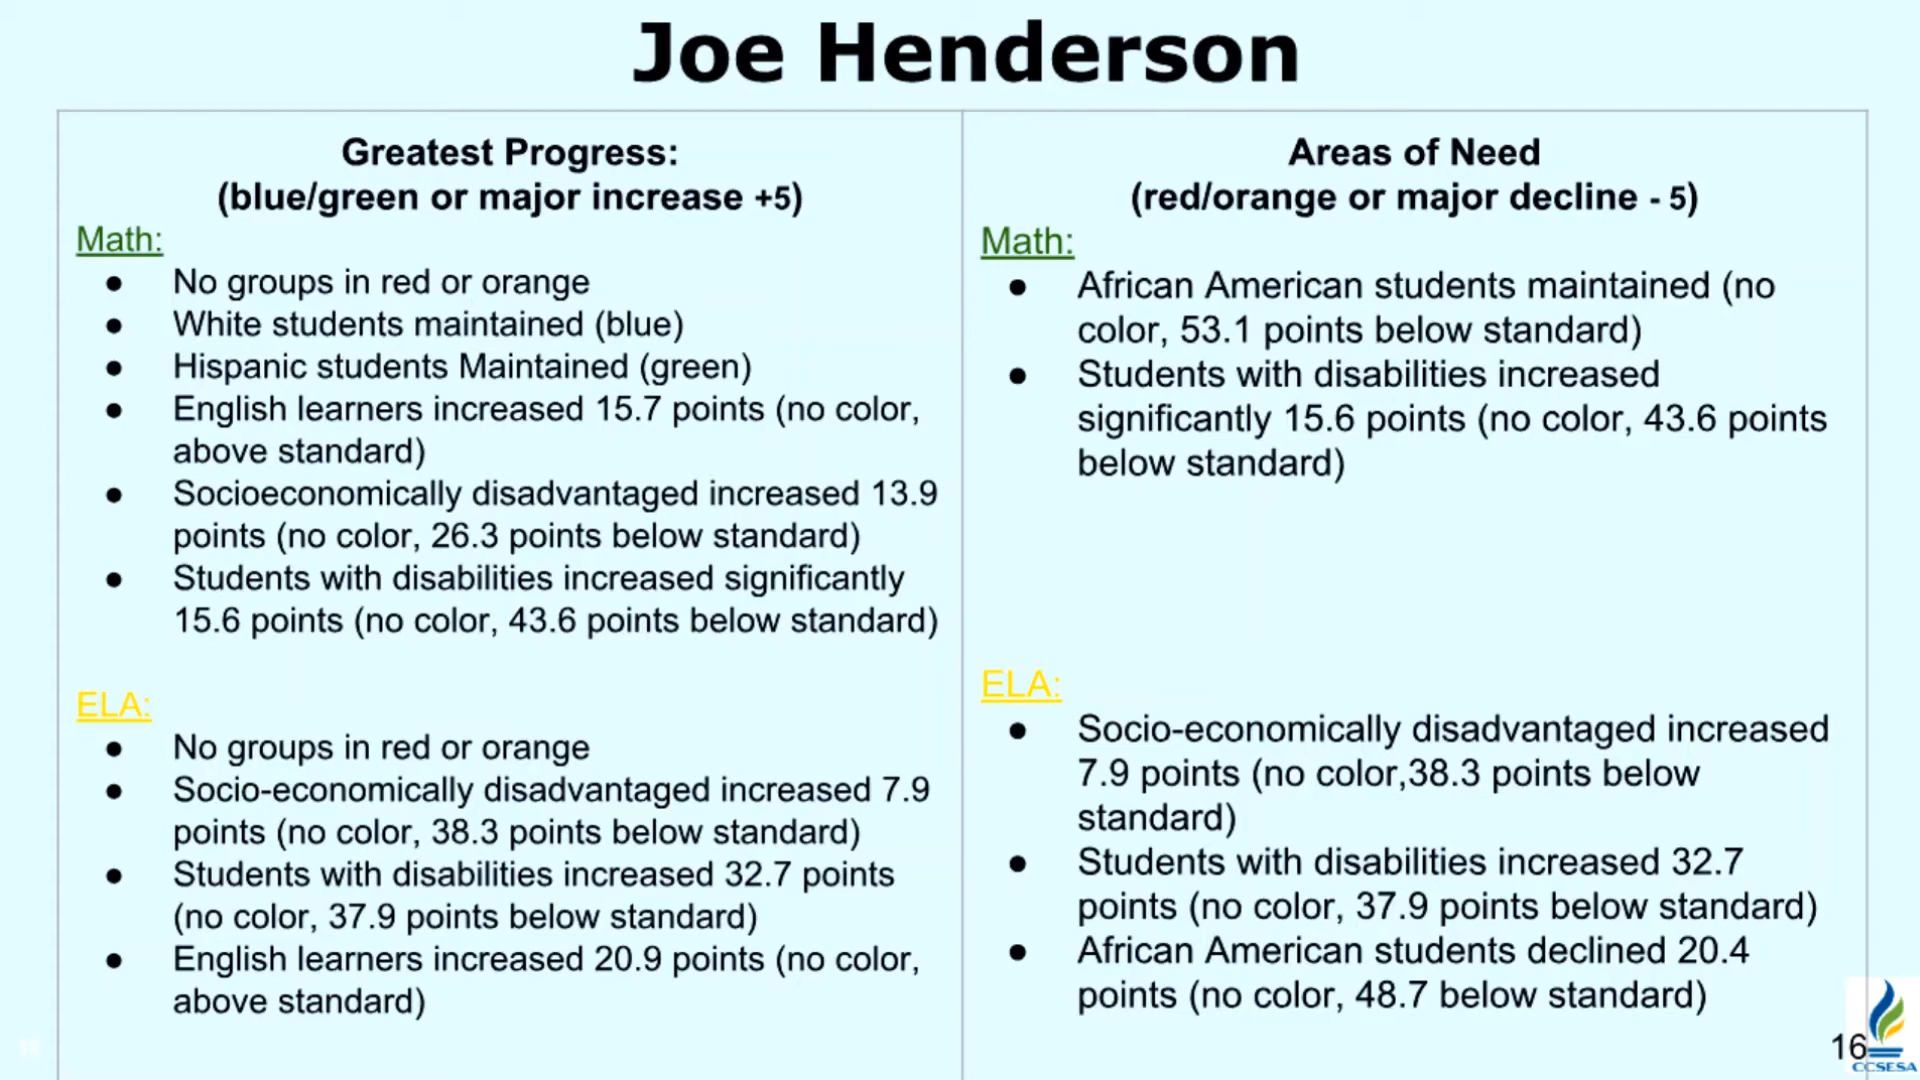 Joe Henderson
Greatest Progress:
(blue/green or major increase +5)
Math:
● No groups in red or orange
● White students maintained (blue)
● Hispanic students Maintained (green)
● English learners increased 15.7 points (no color,
above standard)
● Socioeconomically disadvantaged increased 13.9
points (no color, 26.3 points below standard)
● Students with disabilities increased significantly
15.6 points (no color, 43.6 points below standard)
ELA:
● No groups in red or orange
● Socio-economically disadvantaged increased 7.9
points (no color, 38.3 points below standard)
● Students with disabilities increased 32.7 points
(no color, 37.9 points below standard)
● English learners increased 20.9 points (no color,
above standard)
Areas of Need
(red/orange or major decline - 5)
Math:
● African American students maintained (no
color, 53.1 points below standard)
● Students with disabilities increased
significantly 15.6 points (no color, 43.6 points
below standard)
ELA:
● Socio-economically disadvantaged increased
7.9 points (no color,38.3 points below
standard)
● Students with disabilities increased 32.7
points (no color, 37.9 points below standard)
● African American students declined 20.4
points (no color, 48.7 below standard)
16
CCSESA